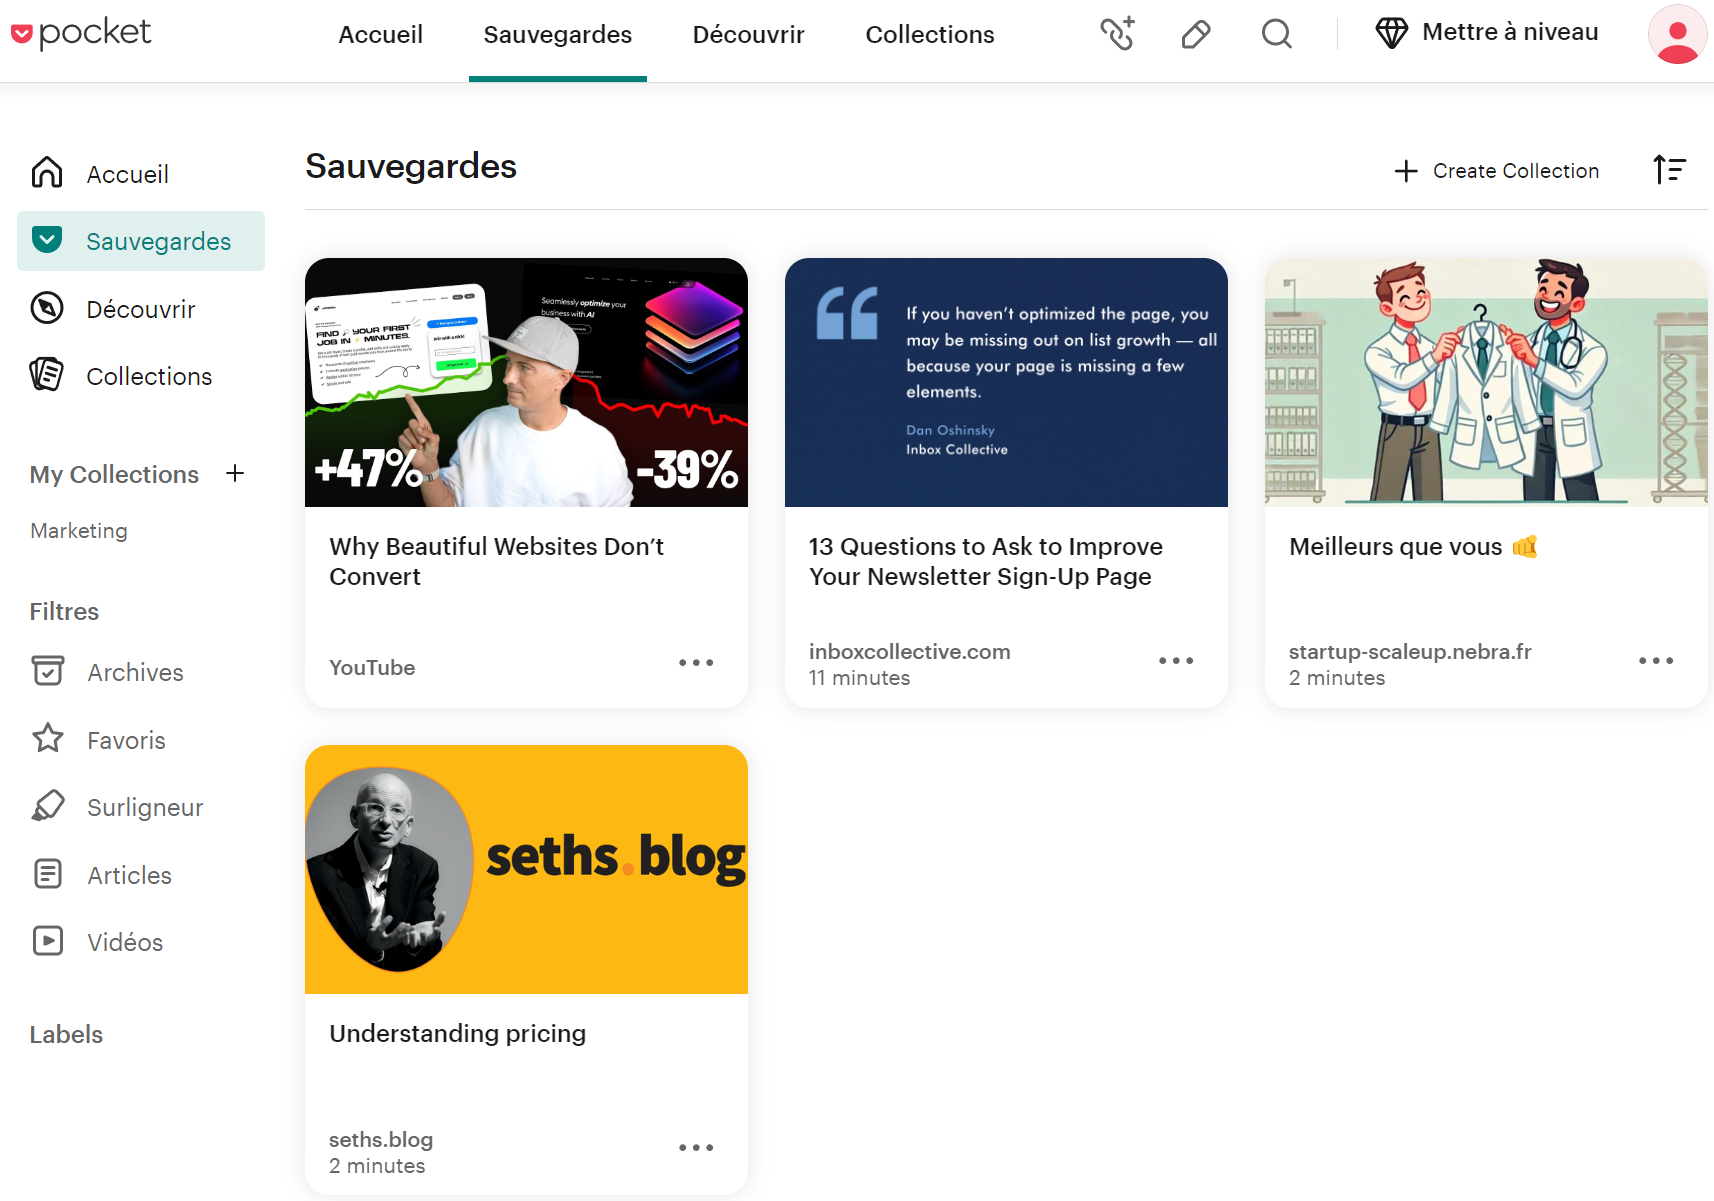 pocket
Accueil
Sauvegardes
Découvrir
Collections
Mettre à niveau
Accueil
Sauvegardes
Découvrir
Collections
My Collections +
Marketing
Filtres
Archives
Favoris
Surligneur
Articles
Vidéos
Labels
Sauvegardes
+ Create Collection
FIND YOUR FIRST
JOB IN MINUTES.
Seamlessly optimize your
business with AI
+47%
-39%
Why Beautiful Websites Don’t
Convert
YouTube
If you haven’t optimized the page, you
may be missing out on list growth — all
because your page is missing a few
elements.
Dan Oshinsky
Inbox Collective
13 Questions to Ask to Improve
Your Newsletter Sign-Up Page
inboxcollective.com
11 minutes
Meilleurs que vous 🫵
startup-scaleup.nebra.fr
2 minutes
seths.blog
Understanding pricing
seths.blog
2 minutes